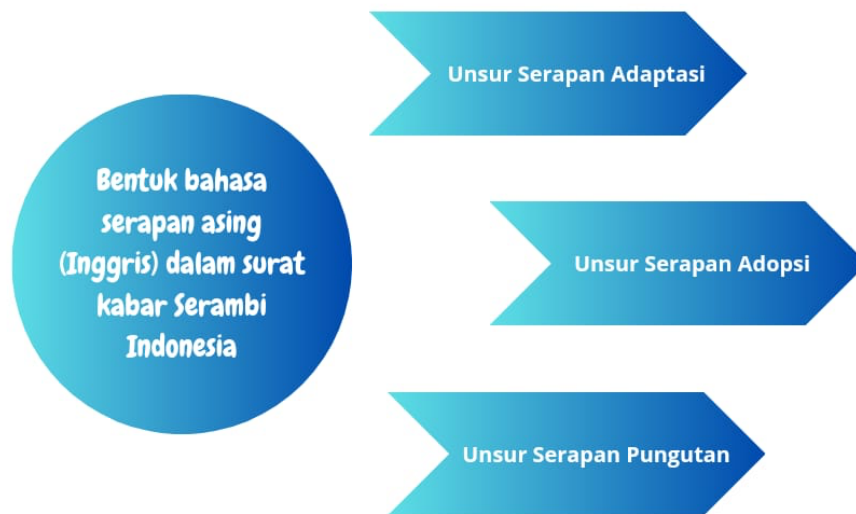 Bentuk bahasa
serapan asing
(Inggris) dalam surat
kabar Serambi
Indonesia
Unsur Serapan Adaptasi
Unsur Serapan Adopsi
Unsur Serapan Pungutan